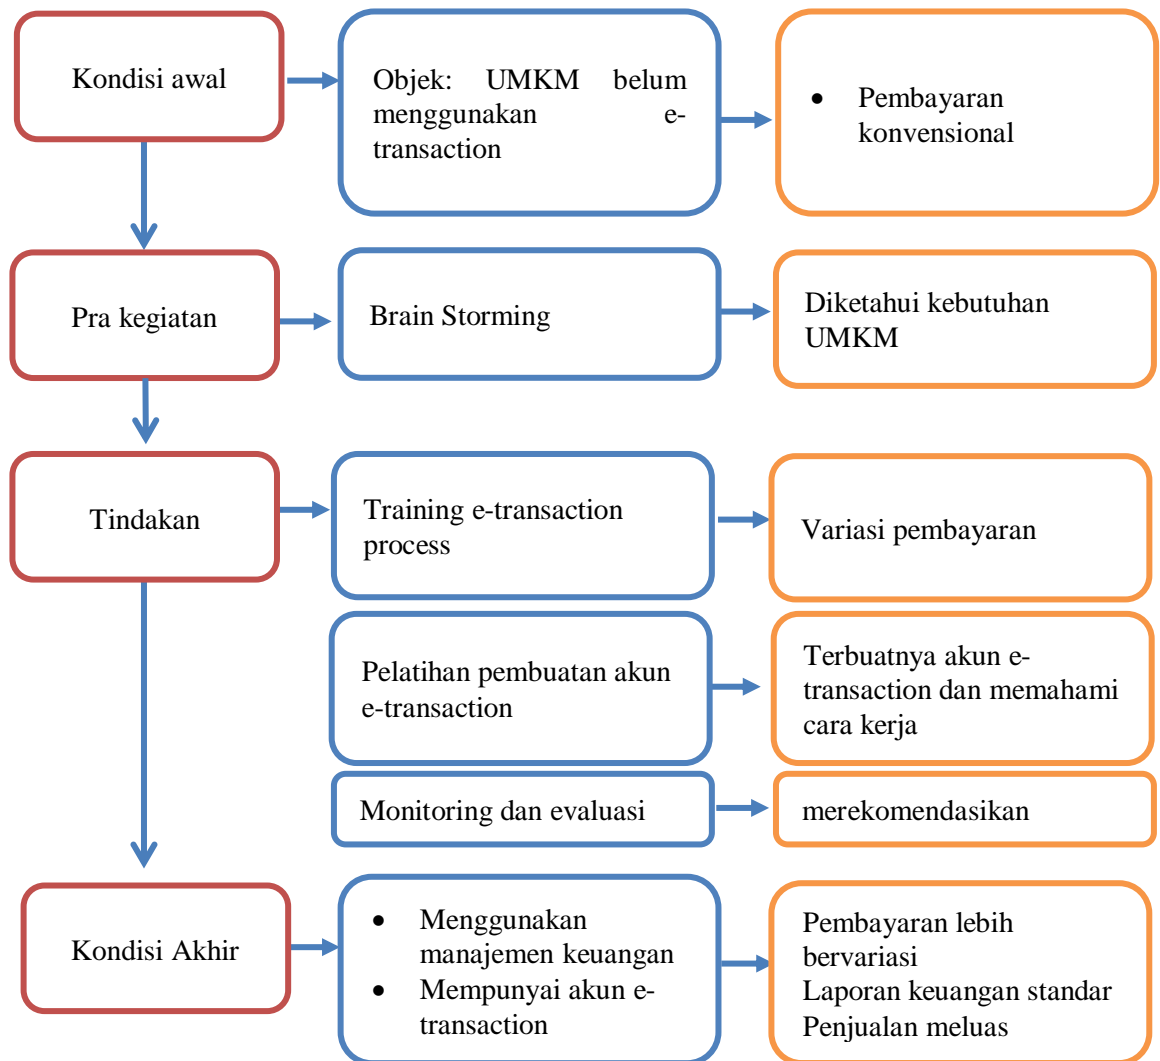 Kondisi awal
Objek: UMKM belum
menggunakan e-
transaction
• Pembayaran
konvensional
Pra kegiatan
Brain Storming
Diketahui kebutuhan
UMKM
Tindakan
Training e-transaction
process
Variasi pembayaran
Pelatihan pembuatan akun
e-transaction
Terbuatnya akun e-
transaction dan memahami
cara kerja
Monitoring dan evaluasi
merekomendasikan
Kondisi Akhir
• Menggunakan
manajemen keuangan
• Mempunyai akun e-
transaction
Pembayaran lebih
bervariasi
Laporan keuangan standar
Penjualan meluas